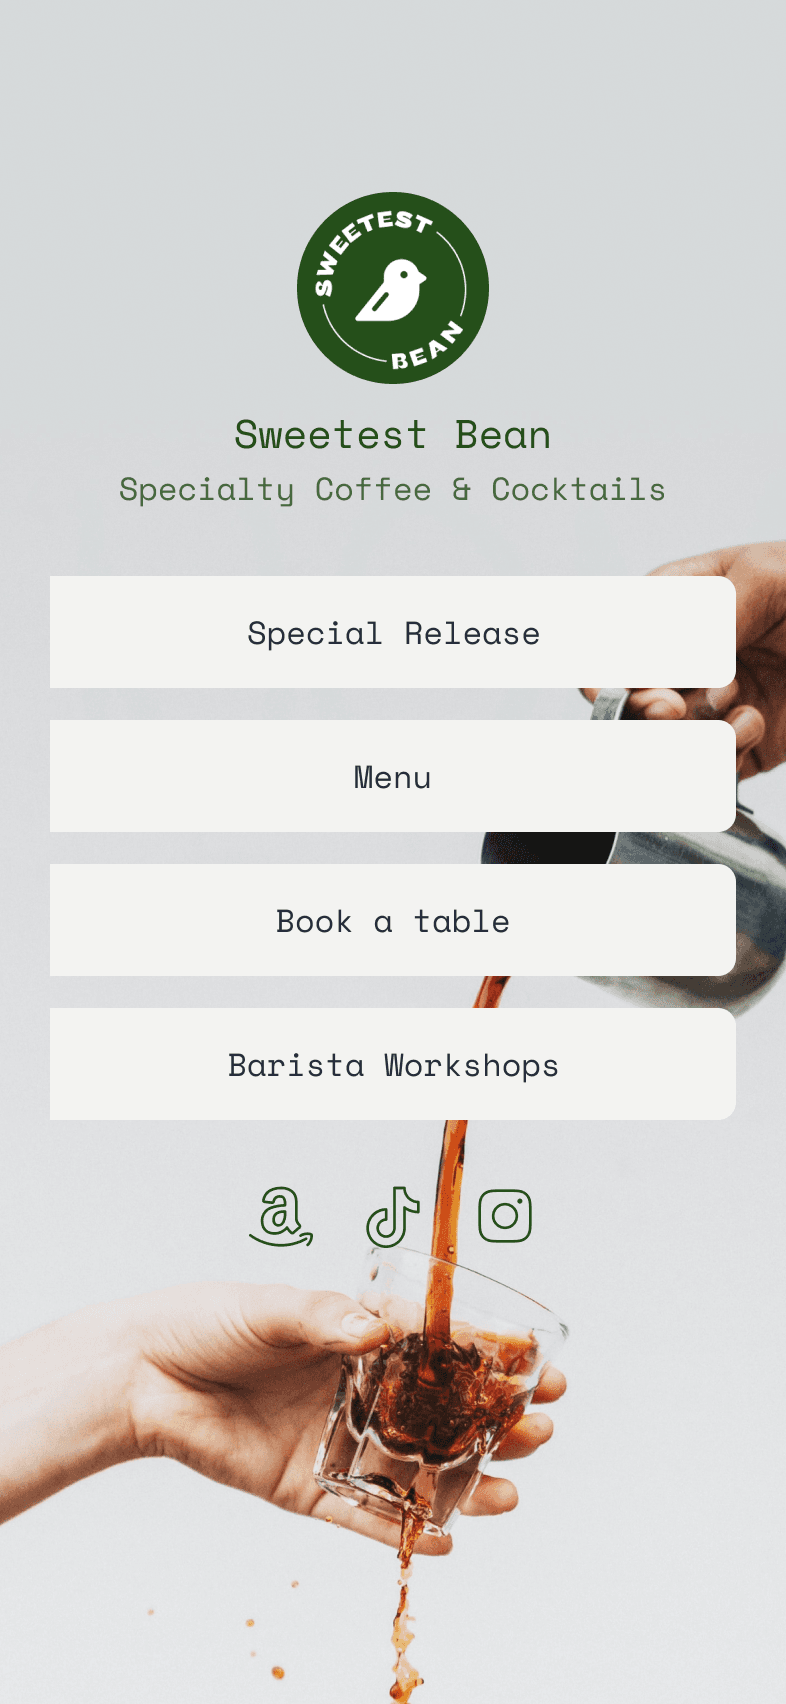 SWEETEST
BEAN
Sweetest Bean
Specialty Coffee & Cocktails
Special Release
Menu
Book a table
Barista Workshops